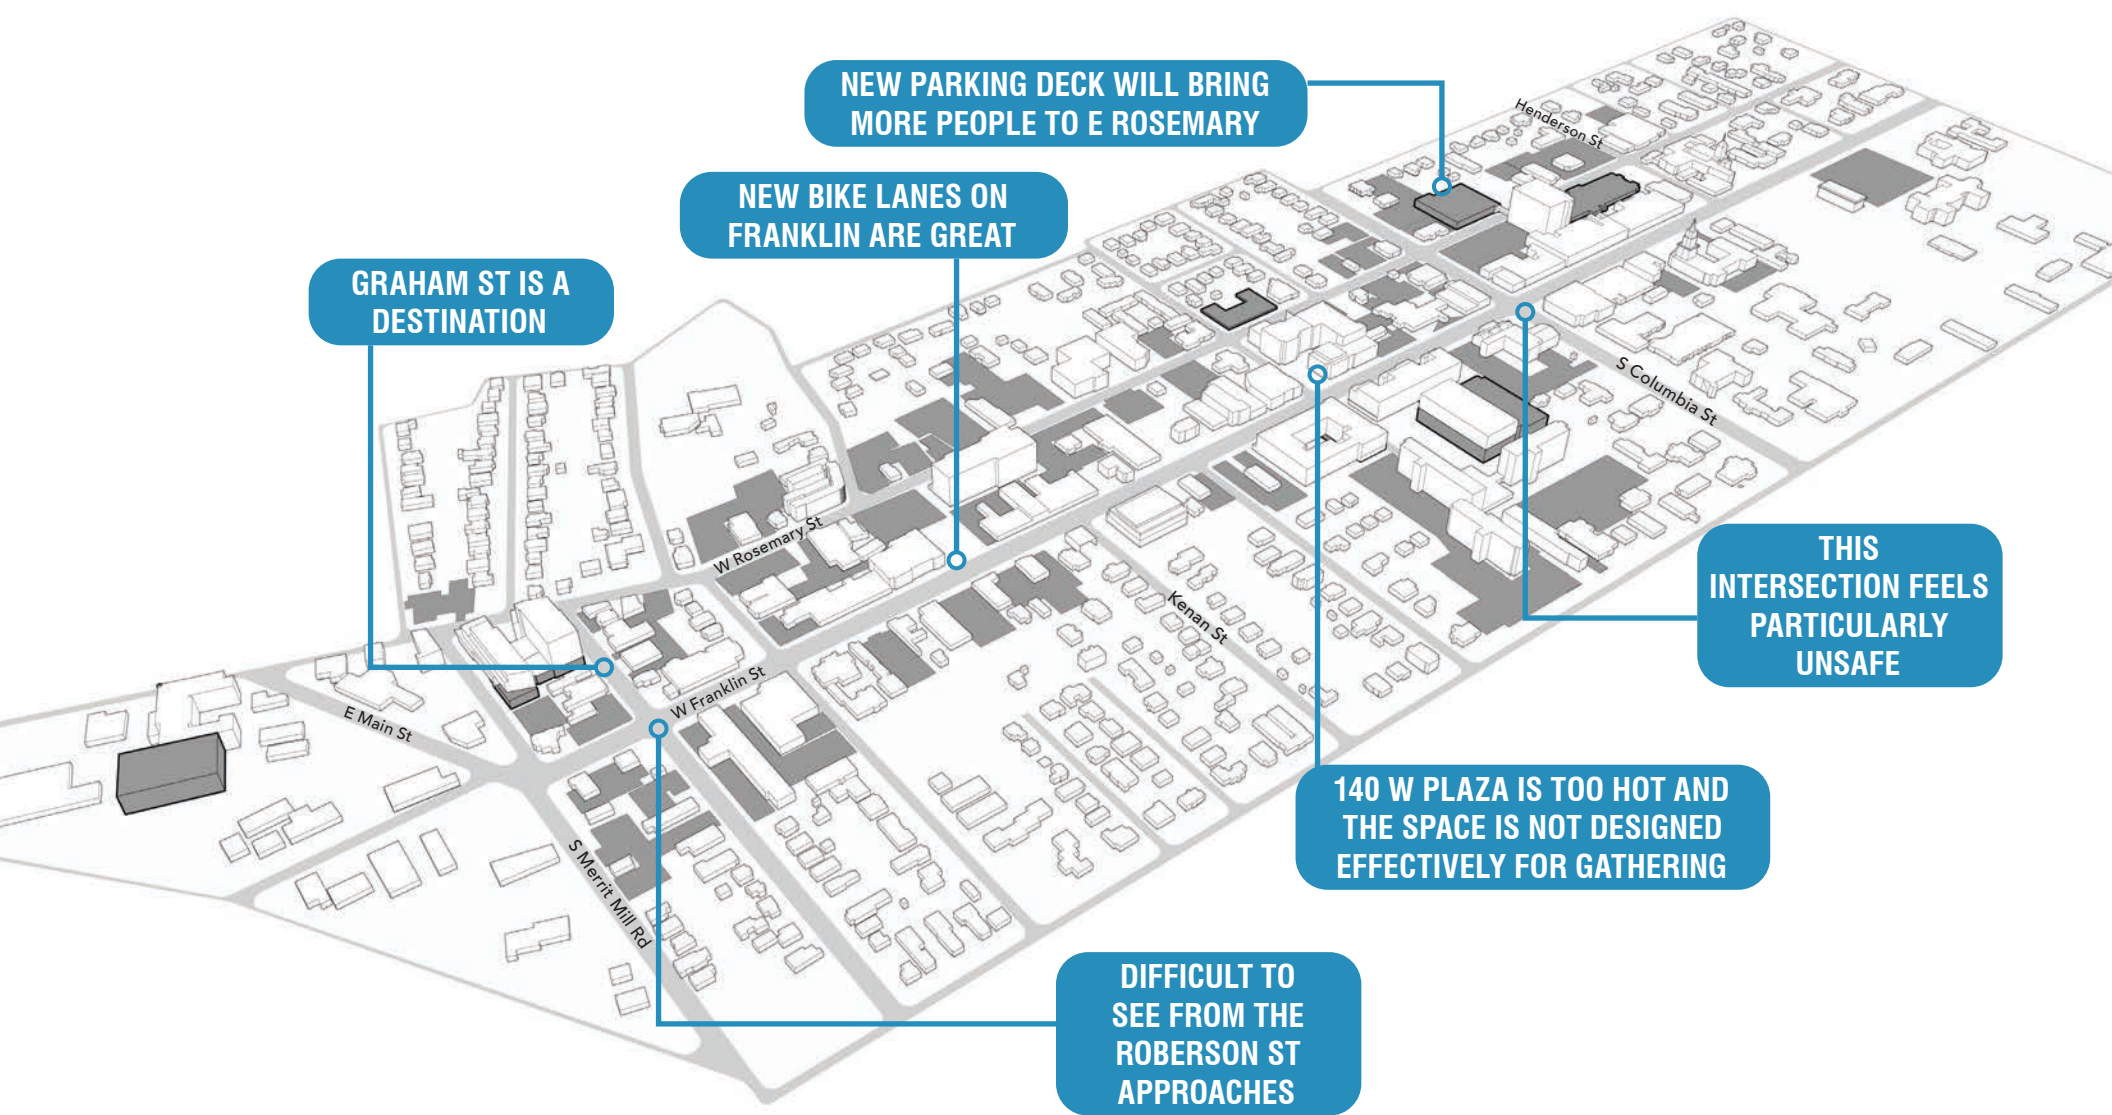 NEW PARKING DECK WILL BRING
MORE PEOPLE TO E ROSEMARY
Henderson St
NEW BIKE LANES ON
FRANKLIN ARE GREAT
GRAHAM ST IS A
DESTINATION
S Columbia St
W Rosemary St
THIS
INTERSECTION FEELS
PARTICULARLY
UNSAFE
Kenan St
W Franklin St
E Main St
140 W PLAZA IS TOO HOT AND
THE SPACE IS NOT DESIGNED
EFFECTIVELY FOR GATHERING
S Merrit Mill Rd
DIFFICULT TO
SEE FROM THE
ROBERSON ST
APPROACHES